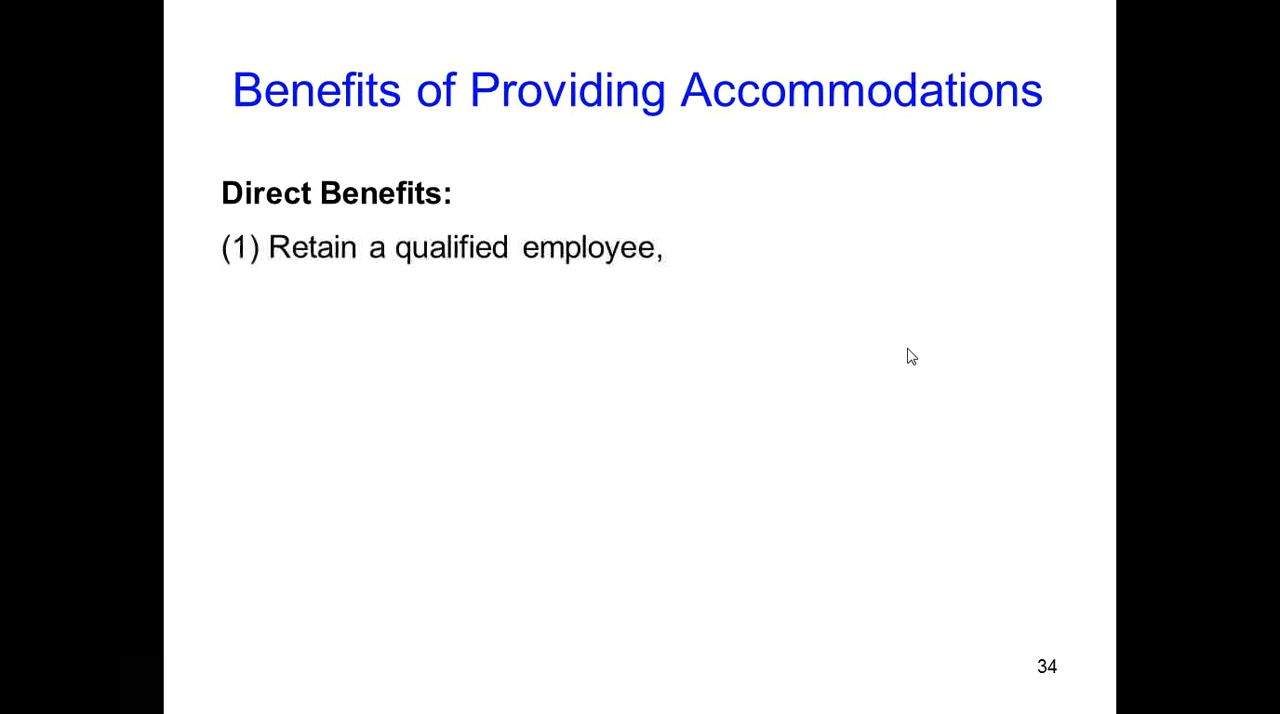 Benefits of Providing Accommodations
Direct Benefits:
(1) Retain a qualified employee,
34